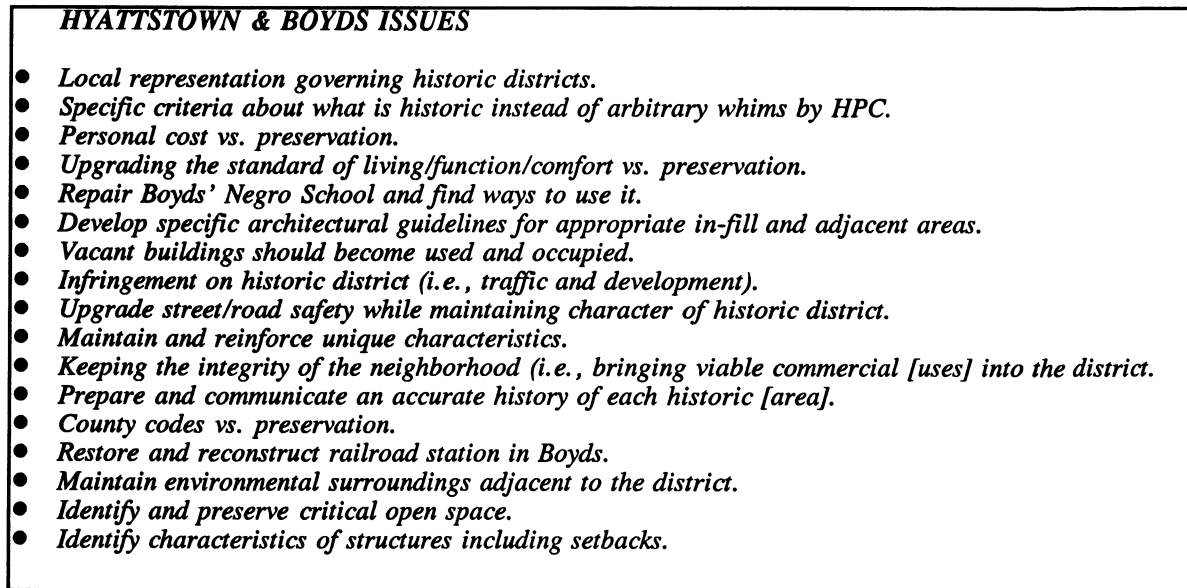 HYATTSTOWN & BOYDS ISSUES
● Local representation governing historic districts.
● Specific criteria about what is historic instead of arbitrary whims by HPC.
● Personal cost vs. preservation.
● Upgrading the standard of living/function/comfort vs. preservation.
● Repair Boyds' Negro School and find ways to use it.
● Develop specific architectural guidelines for appropriate in-fill and adjacent areas.
● Vacant buildings should become used and occupied.
● Infringement on historic district (i.e., traffic and development).
● Upgrade street/road safety while maintaining character of historic district.
● Maintain and reinforce unique characteristics.
● Keeping the integrity of the neighborhood (i.e., bringing viable commercial [uses] into the district.
● Prepare and communicate an accurate history of each historic [area].
● County codes vs. preservation.
● Restore and reconstruct railroad station in Boyds.
● Maintain environmental surroundings adjacent to the district.
● Identify and preserve critical open space.
● Identify characteristics of structures including setbacks.